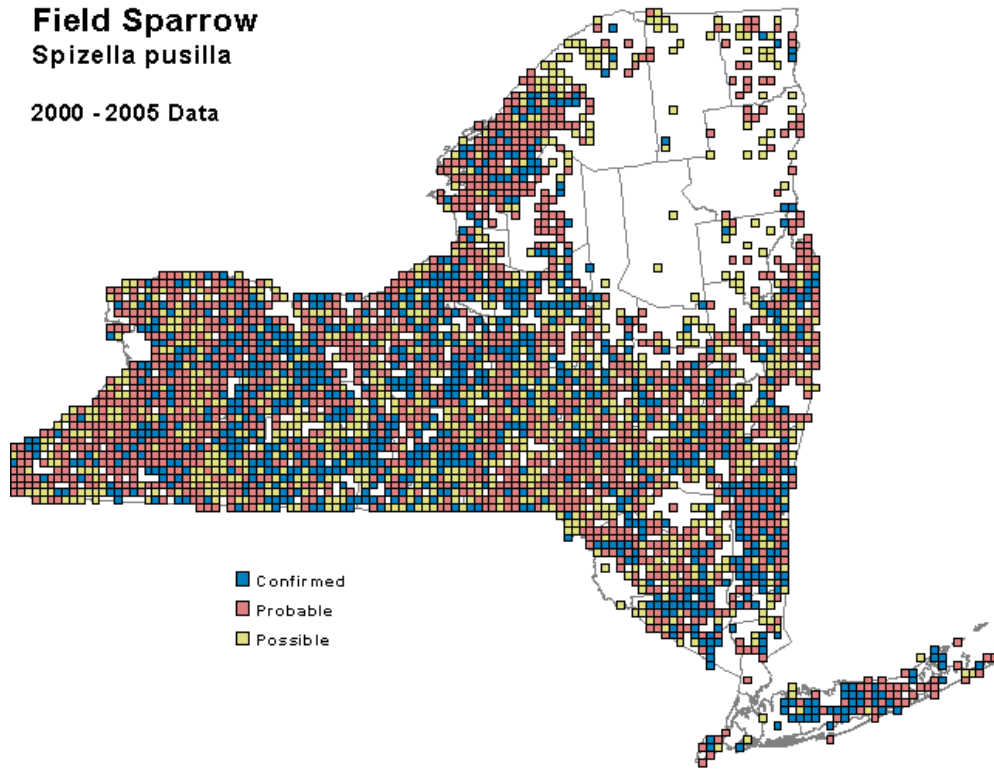 Field Sparrow
Spizella pusilla
2000 - 2005 Data
Confirmed
Probable
Possible